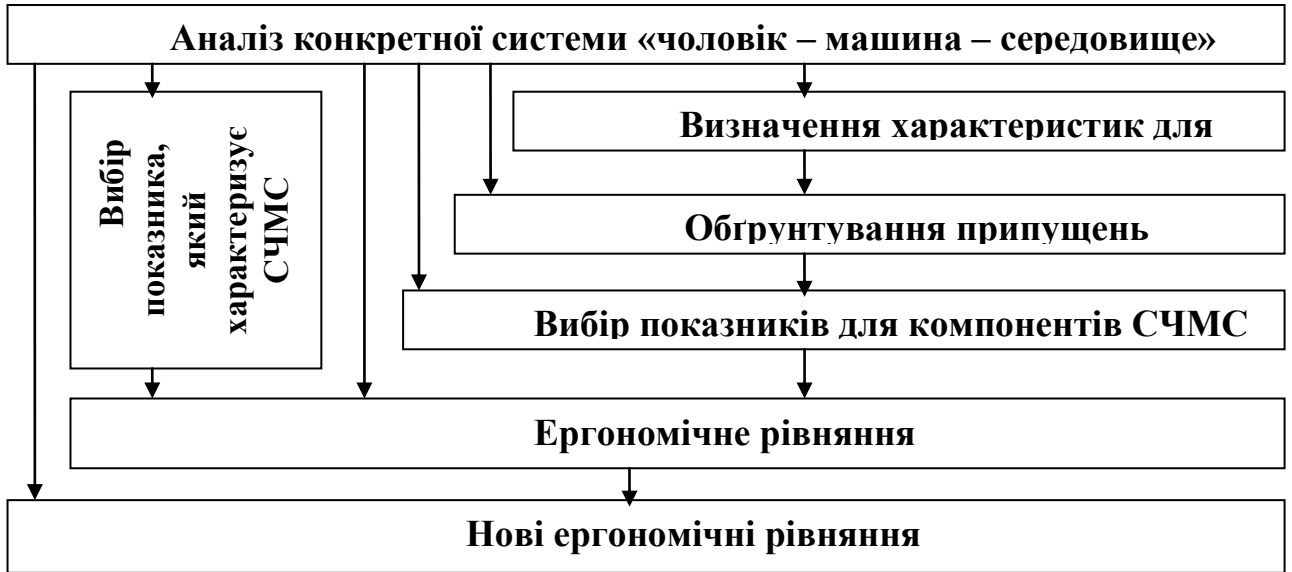 Аналіз конкретної системи «чоловік – машина – середовище»
Вибір
показника,
який
характеризує
СЧМС
Визначення характеристик для
Обґрунтування припущень
Вибір показників для компонентів СЧМС
Ергономічне рівняння
Нові ергономічні рівняння